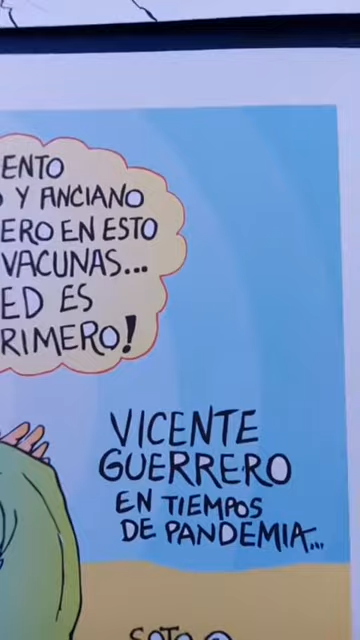 ENTO
Y ANCIANO
ERO EN ESTO
VACUNAS...
ED ES
RIMERO!
VICENTE
GUERRERO
EN TIEMPOS
DE PANDEMIA...